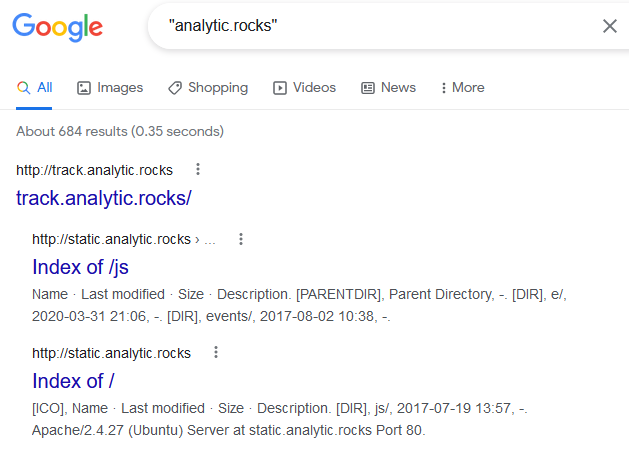 Google "analytic.rocks"
All Images Shopping Videos News More
About 684 results (0.35 seconds)
http://track.analytic.rocks
track.analytic.rocks/
http://static.analytic.rocks › ...
Index of /js
Name · Last modified · Size · Description. [PARENTDIR], Parent Directory, -. [DIR], e/,
2020-03-31 21:06, -. [DIR], events/, 2017-08-02 10:38, -.
http://static.analytic.rocks
Index of /
[ICO], Name · Last modified · Size · Description. [DIR], js/, 2017-07-19 13:57, -.
Apache/2.4.27 (Ubuntu) Server at static.analytic.rocks Port 80.